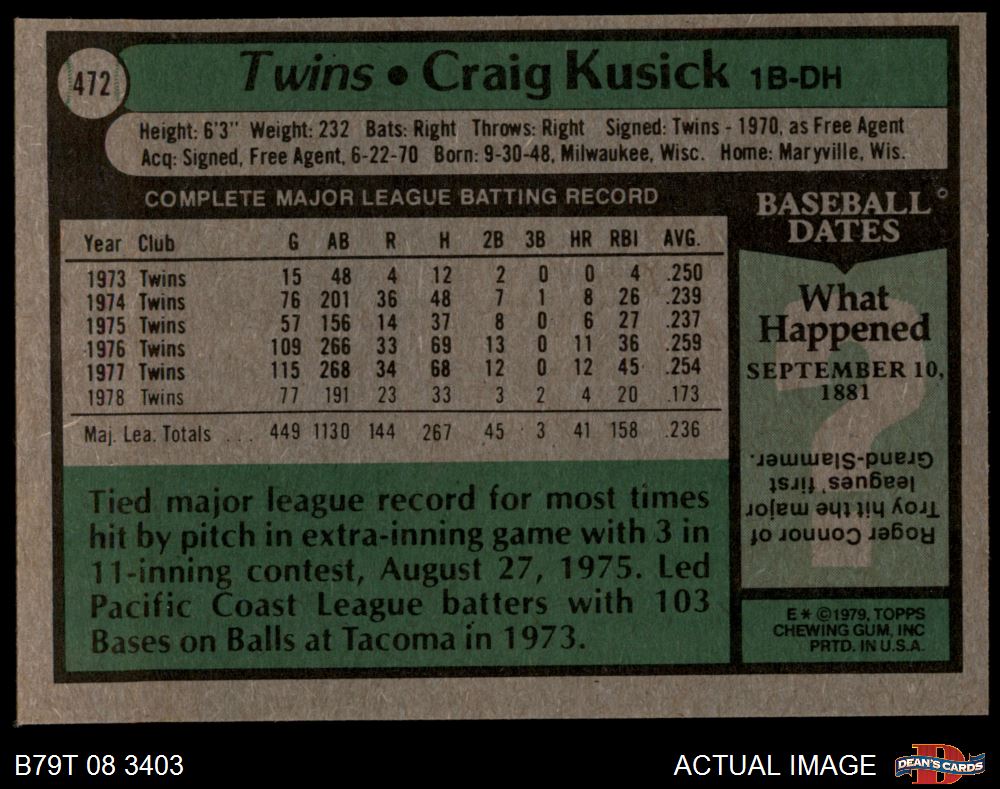 472
Twins • Craig Kusick 1B-DH
Height: 6'3" Weight: 232 Bats: Right Throws: Right Signed: Twins - 1970, as Free Agent
Acq: Signed, Free Agent, 6-22-70 Born: 9-30-48, Milwaukee, Wisc. Home: Maryville, Wis.
COMPLETE MAJOR LEAGUE BATTING RECORD
Year Club G AB R H 2B 3B HR RBI AVG.
1973 Twins 15 48 4 12 2 0 0 4 .250
1974 Twins 76 201 36 48 7 1 8 26 .239
1975 Twins 57 156 14 37 8 0 6 27 .237
1976 Twins 109 266 33 69 13 0 11 36 .259
1977 Twins 115 268 34 68 12 0 12 45 .254
1978 Twins 77 191 23 33 3 2 4 20 .173
Maj. Lea. Totals ... 449 1130 144 267 45 3 41 158 .236
Tied major league record for most times
hit by pitch in extra-inning game with 3 in
11-inning contest, August 27, 1975. Led
Pacific Coast League batters with 103
Bases on Balls at Tacoma in 1973.
BASEBALL
DATES
What
Happened
SEPTEMBER 10,
1881
?
Roger Connor of
Troy hit the major
leagues' first
Grand-Slammer.
E * ©1979, TOPPS
CHEWING GUM, INC
PRTD. IN U.S.A.
B79T 08 3403
ACTUAL IMAGE
D
DEAN'S CARDS